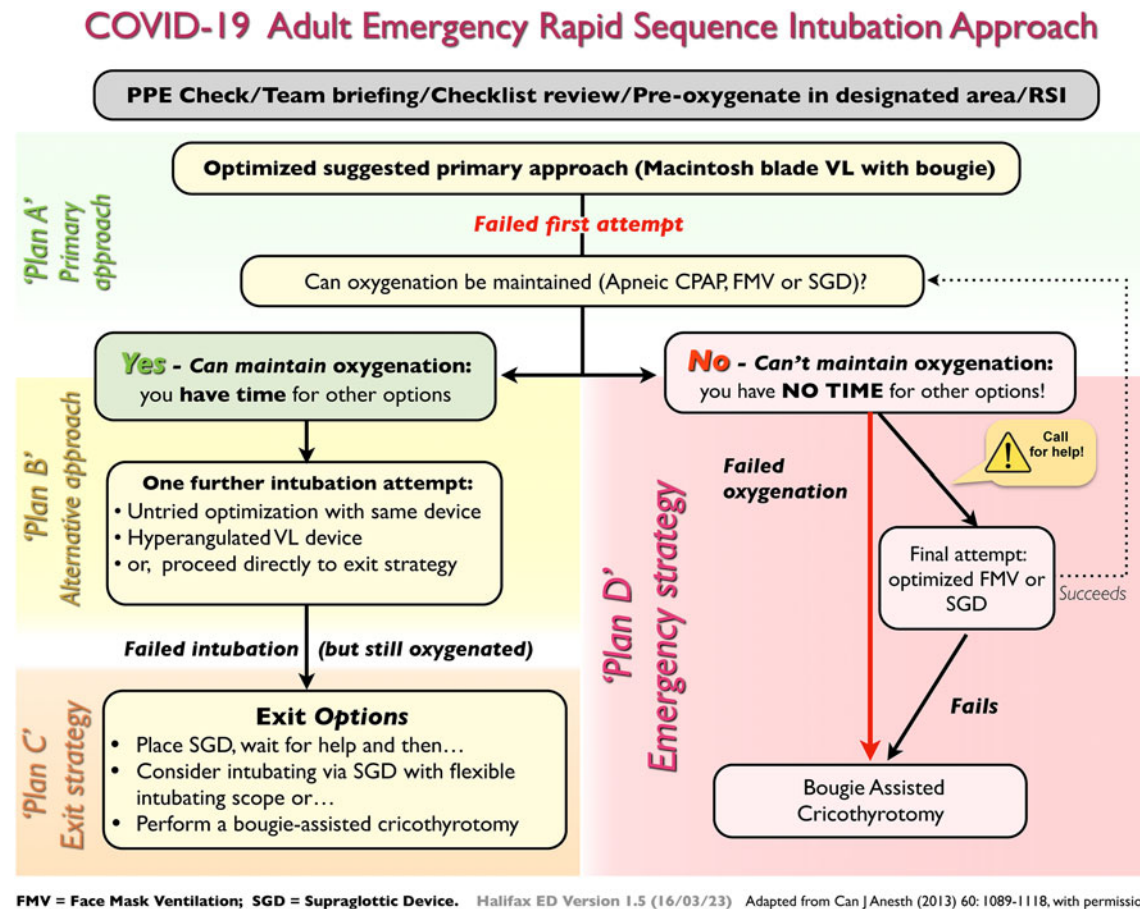 COVID-19 Adult Emergency Rapid Sequence Intubation Approach
PPE Check/Team briefing/Checklist review/Pre-oxygenate in designated area/RSI
'Plan A'
Primary
approach
Optimized suggested primary approach (Macintosh blade VL with bougie)
Failed first attempt
Can oxygenation be maintained (Apneic CPAP, FMV or SGD)?
Yes - Can maintain oxygenation:
you have time for other options
No - Can't maintain oxygenation:
you have NO TIME for other options!
'Plan B'
Alternative approach
One further intubation attempt:
• Untried optimization with same device
• Hyperangulated VL device
• or, proceed directly to exit strategy
Failed intubation (but still oxygenated)
'Plan C'
Exit strategy
Exit Options
• Place SGD, wait for help and then…
• Consider intubating via SGD with flexible
intubating scope or…
• Perform a bougie-assisted cricothyrotomy
'Plan D'
Emergency strategy
Failed
oxygenation
Call
for help!
Final attempt:
optimized FMV or
SGD
Succeeds
Fails
Bougie Assisted
Cricothyrotomy
FMV = Face Mask Ventilation; SGD = Supraglottic Device. Halifax ED Version 1.5 (16/03/23) Adapted from Can J Anesth (2013) 60: 1089-1118, with